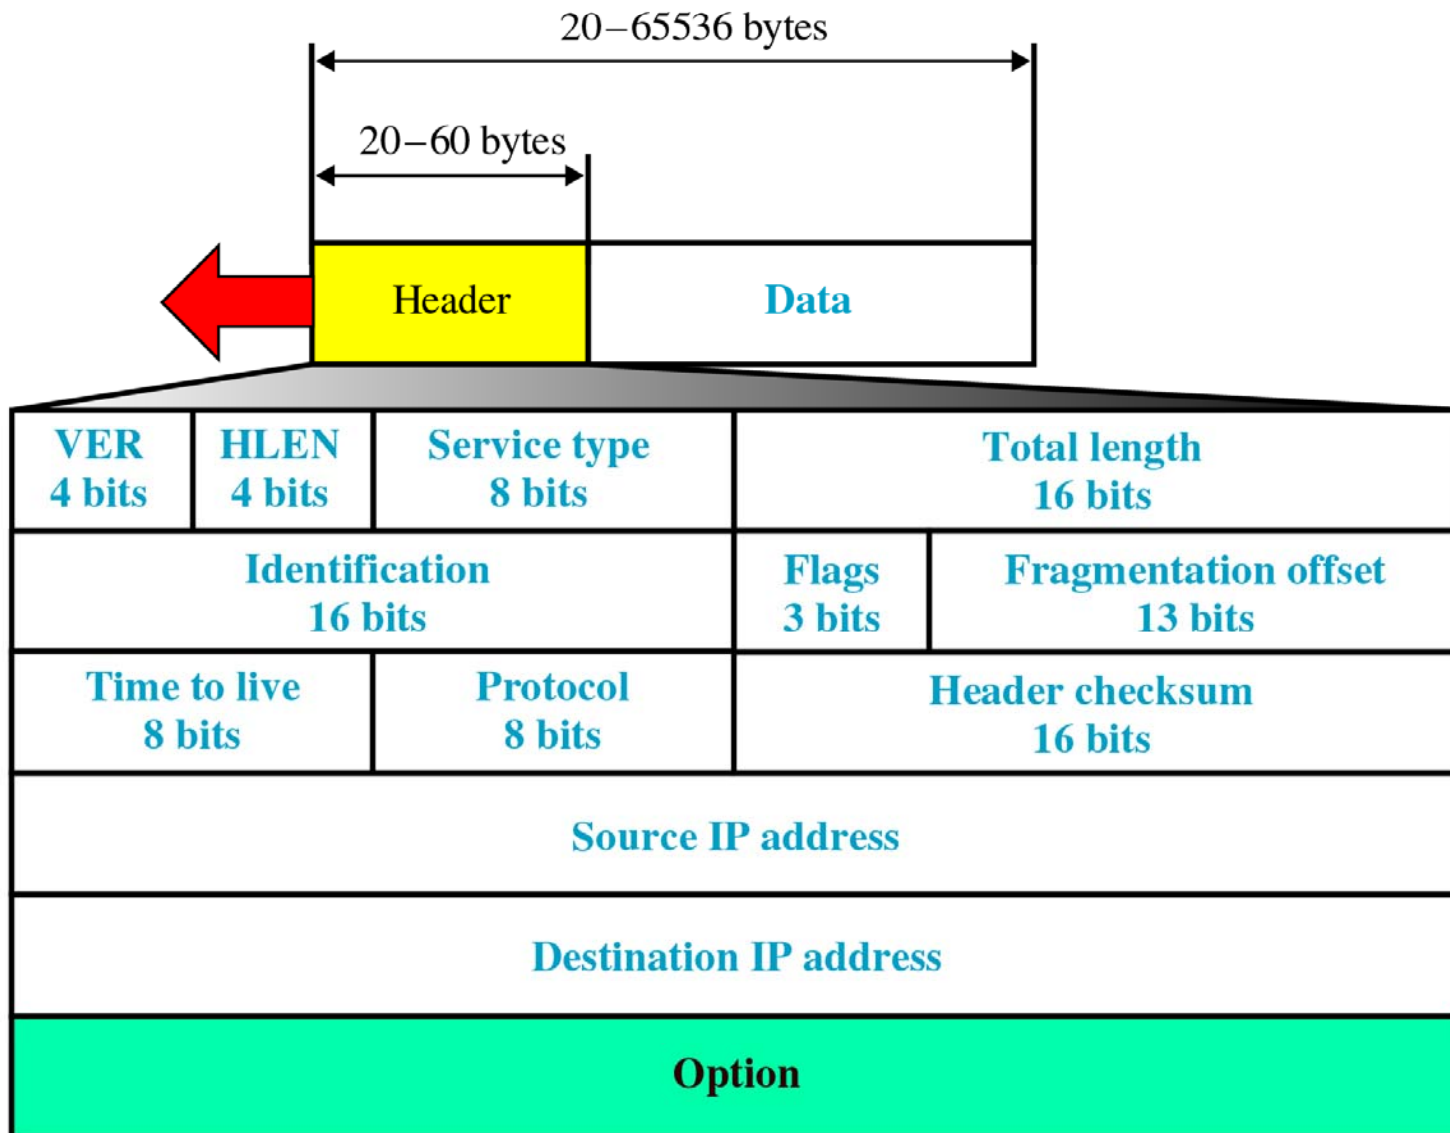 20–65536 bytes
20–60 bytes
Header
Data
VER
4 bits
HLEN
4 bits
Service type
8 bits
Total length
16 bits
Identification
16 bits
Flags
3 bits
Fragmentation offset
13 bits
Time to live
8 bits
Protocol
8 bits
Header checksum
16 bits
Source IP address
Destination IP address
Option